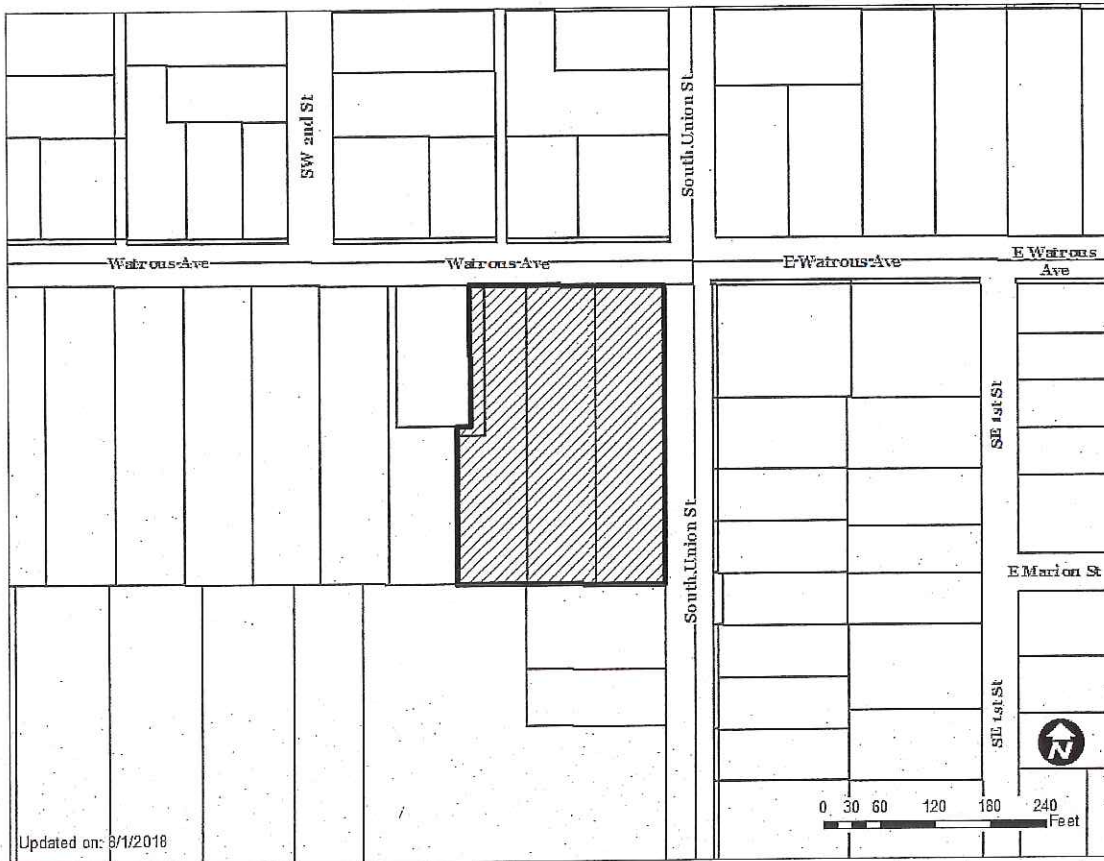 SW 2nd St
South Union St
Watrous Ave
Watrous Ave
E Watrous Ave
E Watrous
Ave
SE 1st St
South Union St
E Marion St
SE 1st St
N
0 30 60 120 180 240
Feet
Updated on: 8/1/2018